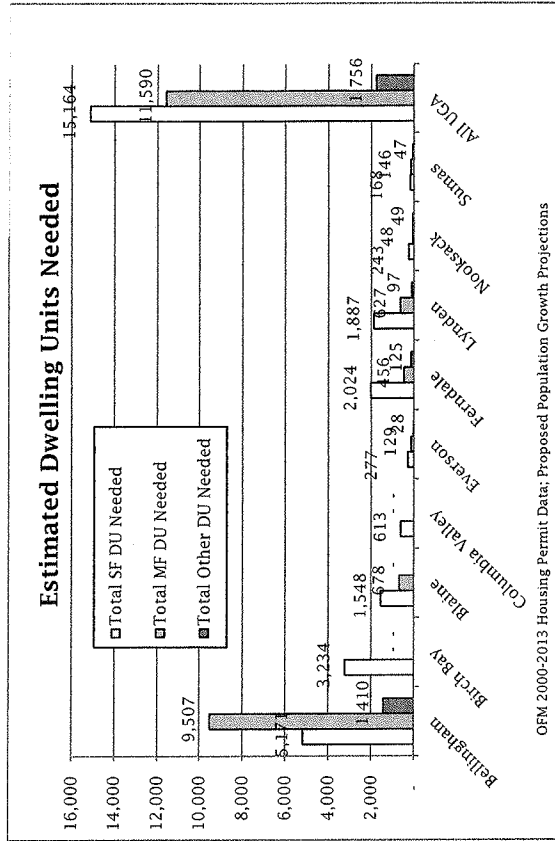 Estimated Dwelling Units Needed
16,000
14,000
12,000
10,000
8,000
6,000
4,000
2,000
-
Total SF DU Needed
Total MF DU Needed
Total Other DU Needed
5,171
9,507
1,410
3,234
-
-
1,548
678
-
613
-
-
277
129
28
2,024
456
125
1,887
627
97
243
48
49
168
146
47
15,164
11,590
1,756
Bellingham
Birch Bay
Blaine
Columbia Valley
Everson
Ferndale
Lynden
Nooksack
Sumas
All UGA
OFM 2000-2013 Housing Permit Data; Proposed Population Growth Projections